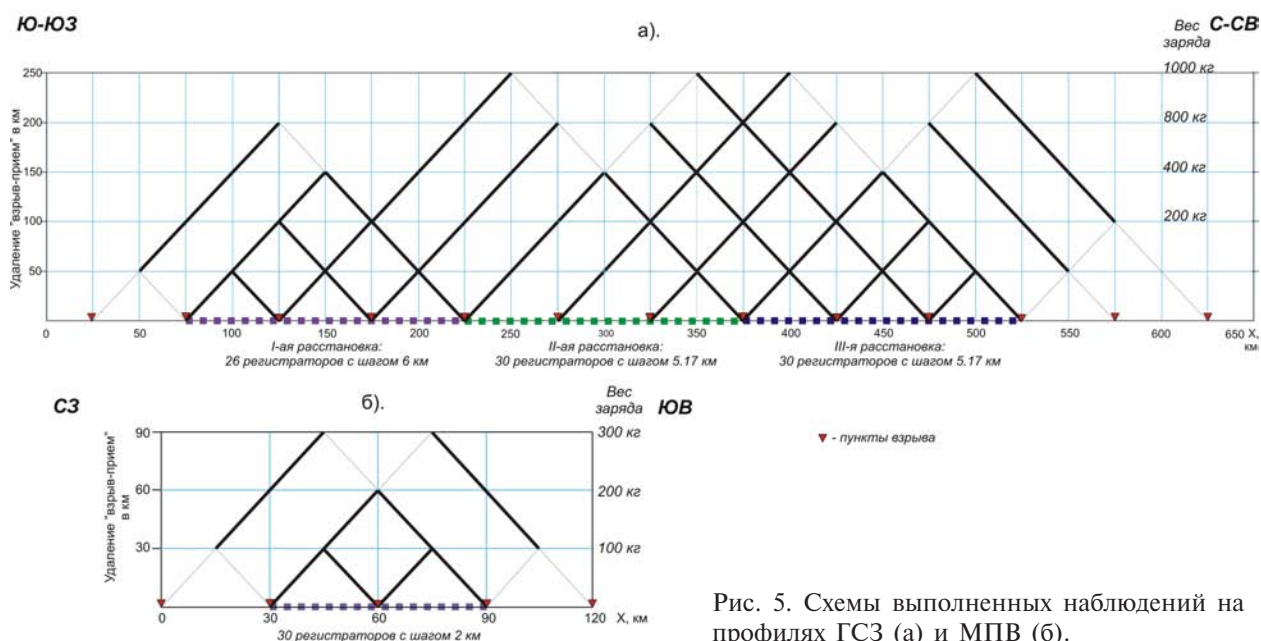 Ю-ЮЗ
а).
Вес заряда
С-СВ
Удаление "взрыв-прием" в км
250
200
150
100
50
1000 кг
800 кг
400 кг
200 кг
0 50 100 150 200 250 300 350 400 450 500 550 600 650 X, км
I-ая расстановка:
26 регистраторов с шагом 6 км
II-ая расстановка:
30 регистраторов с шагом 5.17 км
III-я расстановка:
30 регистраторов с шагом 5.17 км
СЗ
б).
Вес заряда
ЮВ
Удаление "взрыв-прием" в км
90
60
30
300 кг
200 кг
100 кг
0 30 60 90 120 X, км
30 регистраторов с шагом 2 км
- пункты взрыва
Рис. 5. Схемы выполненных наблюдений на
профилях ГСЗ (а) и МПВ (б).